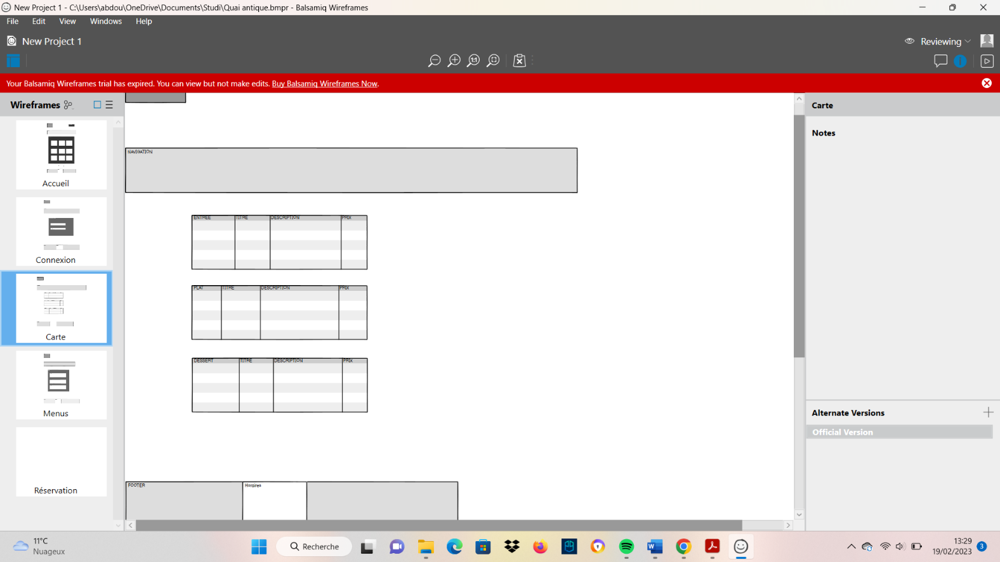 New Project 1 - C:\Users\abdou\OneDrive\Documents\Studi\Quai antique.bmpr - Balsamiq Wireframes
File Edit View Windows Help
New Project 1
Reviewing
1:1
Your Balsamiq Wireframes trial has expired. You can view but not make edits. Buy Balsamiq Wireframes Now.
Wireframes
Accueil
Connexion
Carte
Menus
Réservation
NAVIGATION
ENTREE TITRE DESCRIPTION PRIX
PLAT TITRE DESCRIPTION PRIX
DESSERT TITRE DESCRIPTION PRIX
FOOTER Horaires
Carte
Notes
Alternate Versions
Official Version
11°C
Nuageux
Recherche
13:29
19/02/2023
3